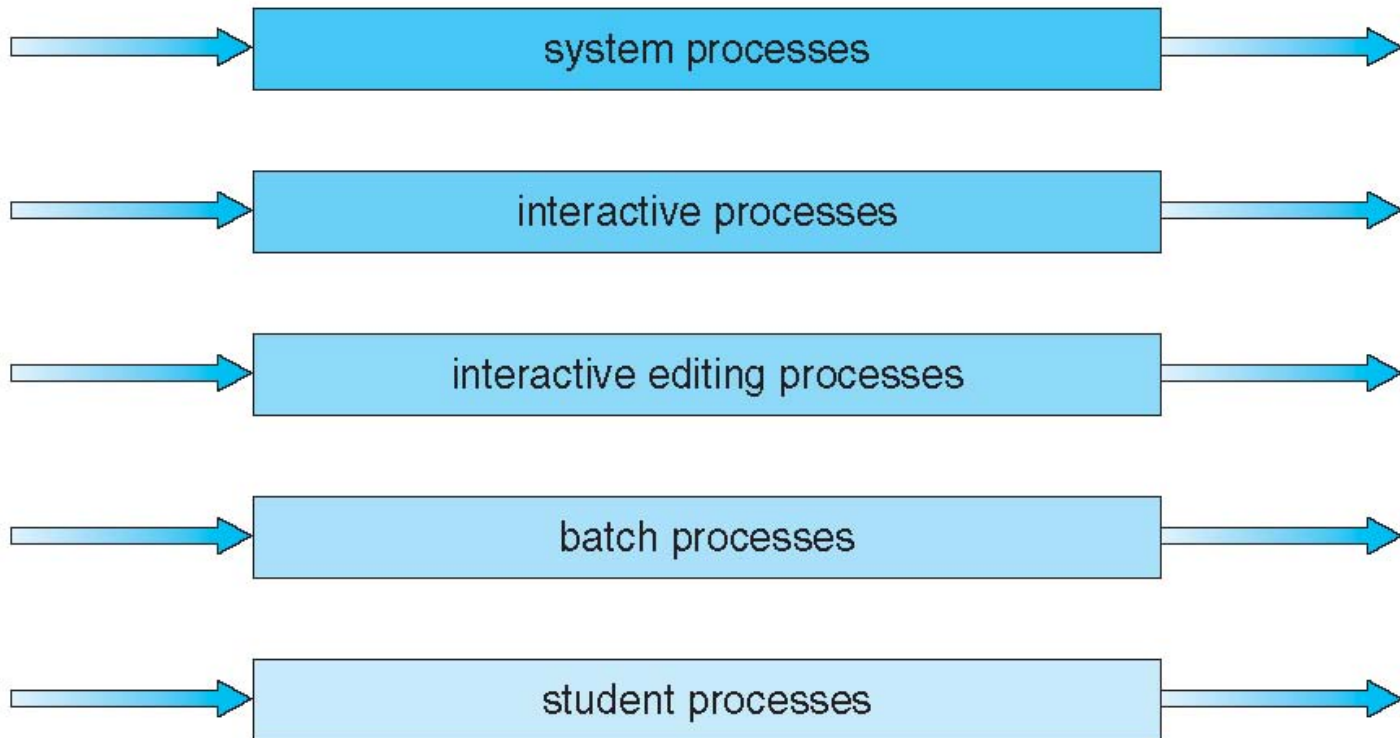 system processes
interactive processes
interactive editing processes
batch processes
student processes